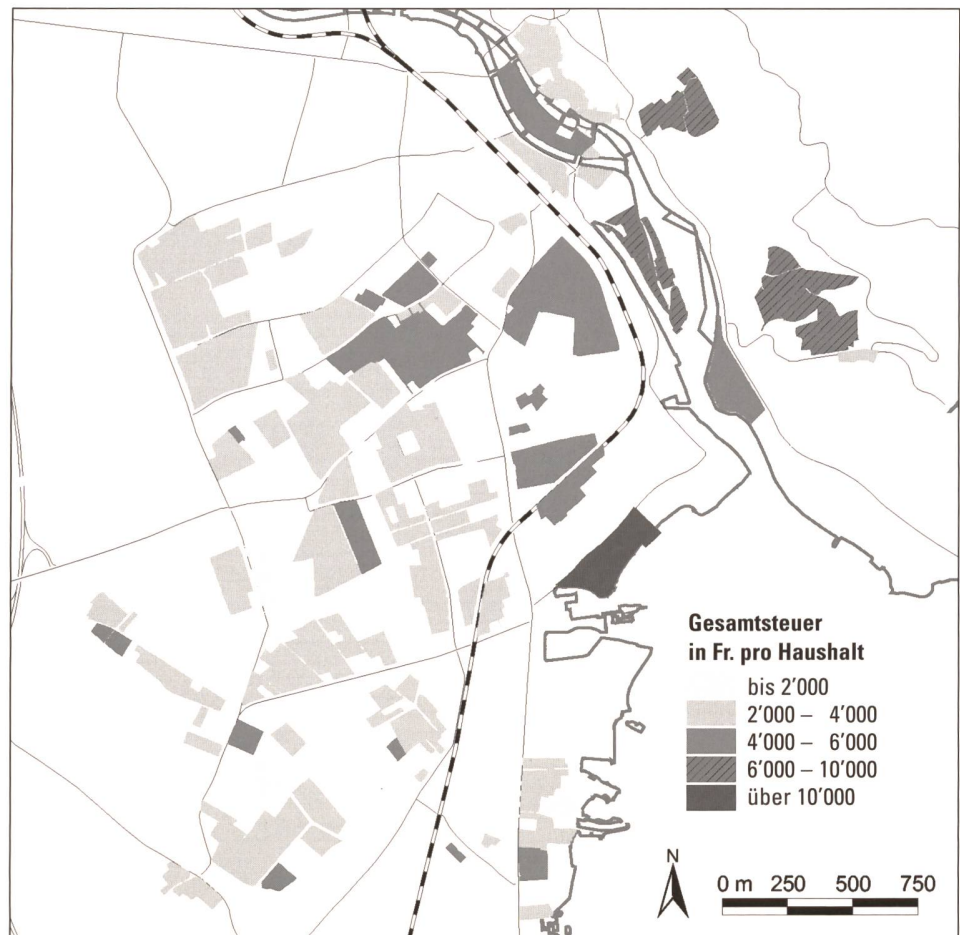 Gesamtsteuer
in Fr. pro Haushalt
bis 2'000
2'000 – 4'000
4'000 – 6'000
6'000 – 10'000
über 10'000
N
0 m 250 500 750